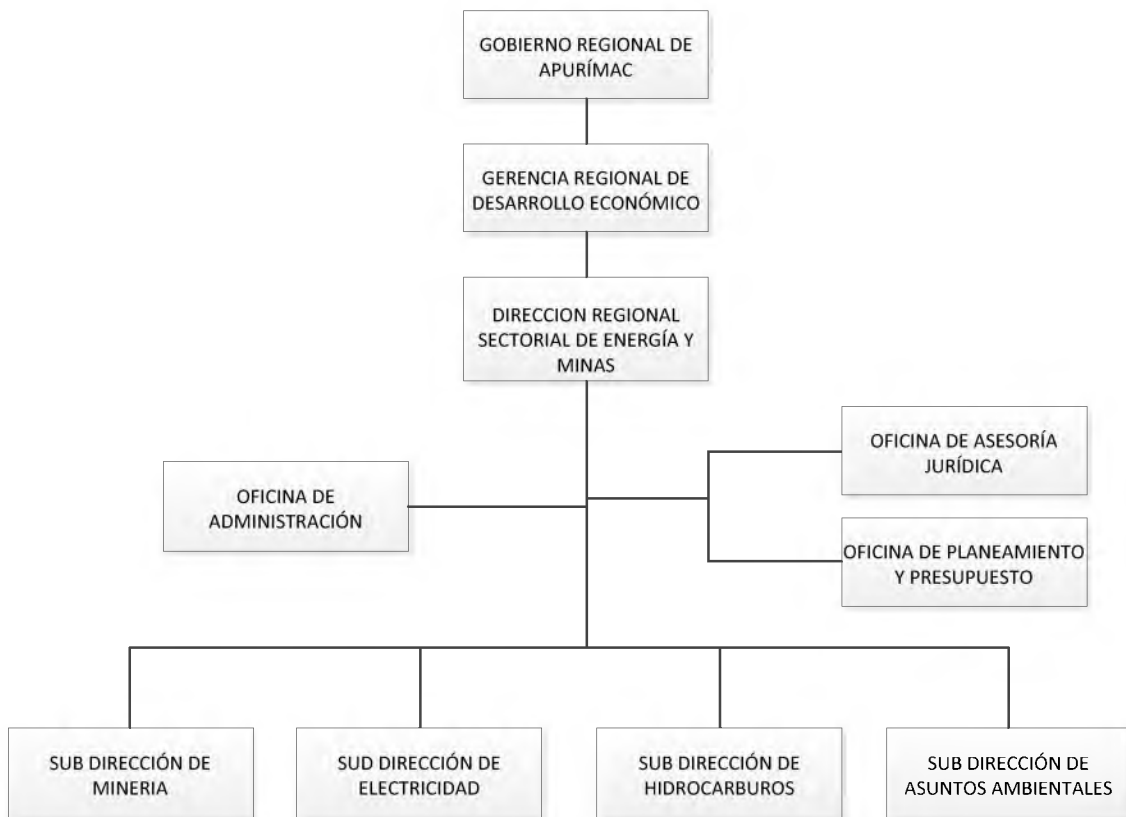 GOBIERNO REGIONAL DE
APURÍMAC
GERENCIA REGIONAL DE
DESARROLLO ECONÓMICO
DIRECCION REGIONAL
SECTORIAL DE ENERGÍA Y
MINAS
OFICINA DE ASESORÍA
JURÍDICA
OFICINA DE
ADMINISTRACIÓN
OFICINA DE PLANEAMIENTO
Y PRESUPUESTO
SUB DIRECCIÓN DE
MINERIA
SUD DIRECCIÓN DE
ELECTRICIDAD
SUB DIRECCIÓN DE
HIDROCARBUROS
SUB DIRECCIÓN DE
ASUNTOS AMBIENTALES